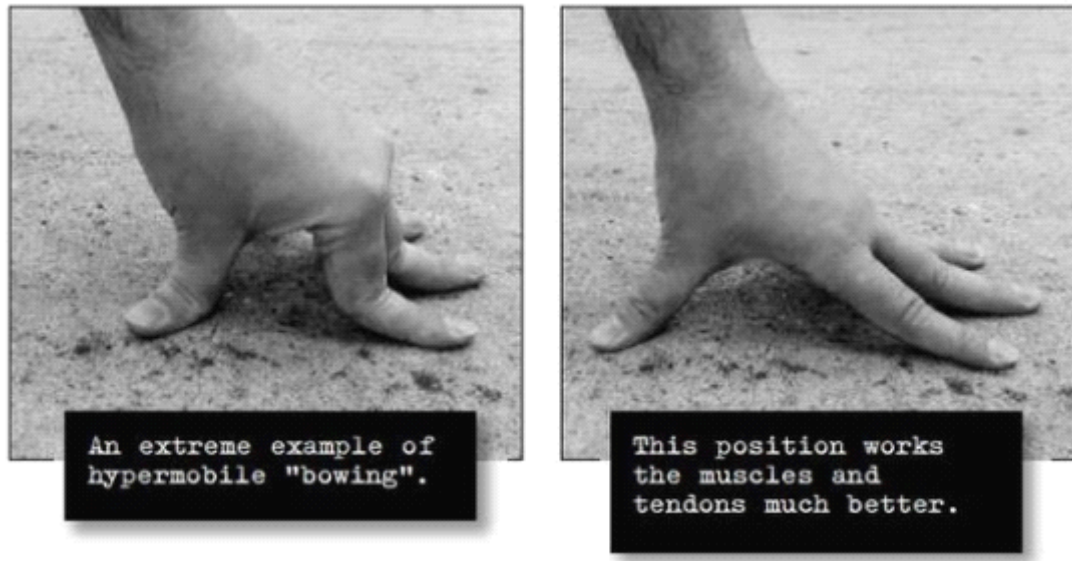 An extreme example of
hypermobile "bowing".
This position works
the muscles and
tendons much better.